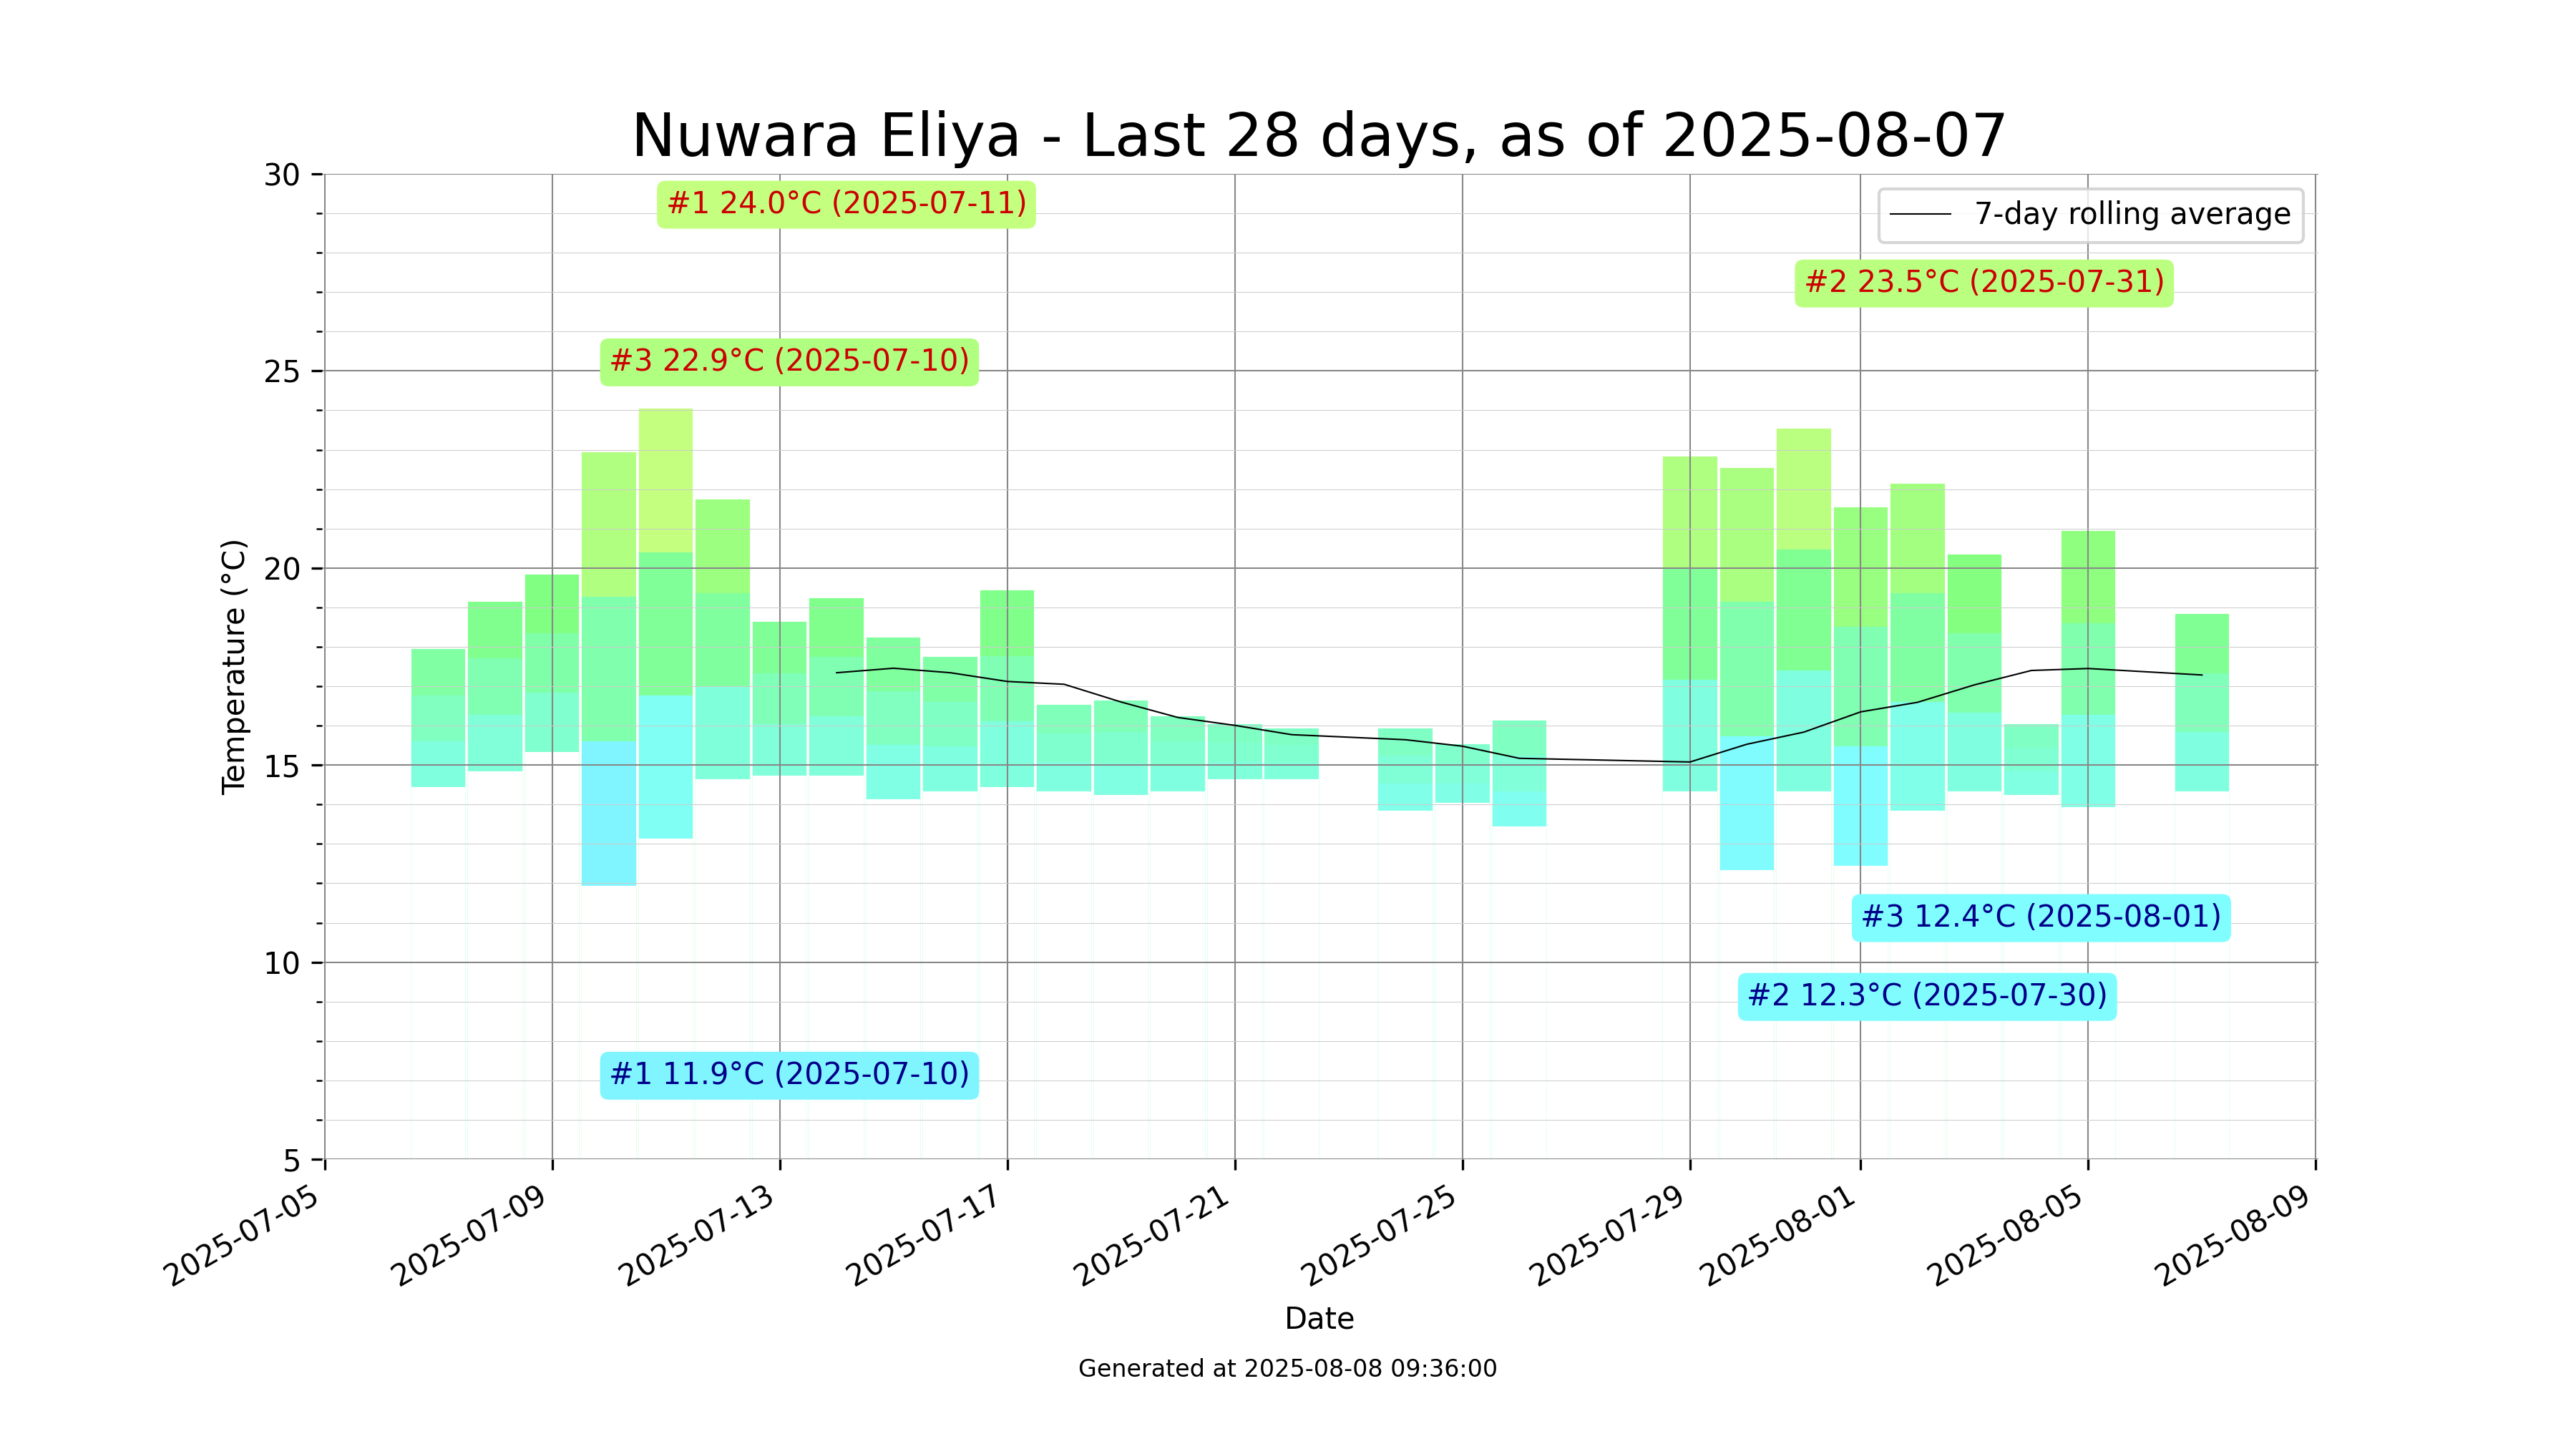 Nuwara Eliya - Last 28 days, as of 2025-08-07
30
25
20
15
10
5
Temperature (°C)
7-day rolling average
#1 24.0°C (2025-07-11)
#2 23.5°C (2025-07-31)
#3 22.9°C (2025-07-10)
#3 12.4°C (2025-08-01)
#2 12.3°C (2025-07-30)
#1 11.9°C (2025-07-10)
2025-07-05
2025-07-09
2025-07-13
2025-07-17
2025-07-21
2025-07-25
2025-07-29
2025-08-01
2025-08-05
2025-08-09
Date
Generated at 2025-08-08 09:36:00